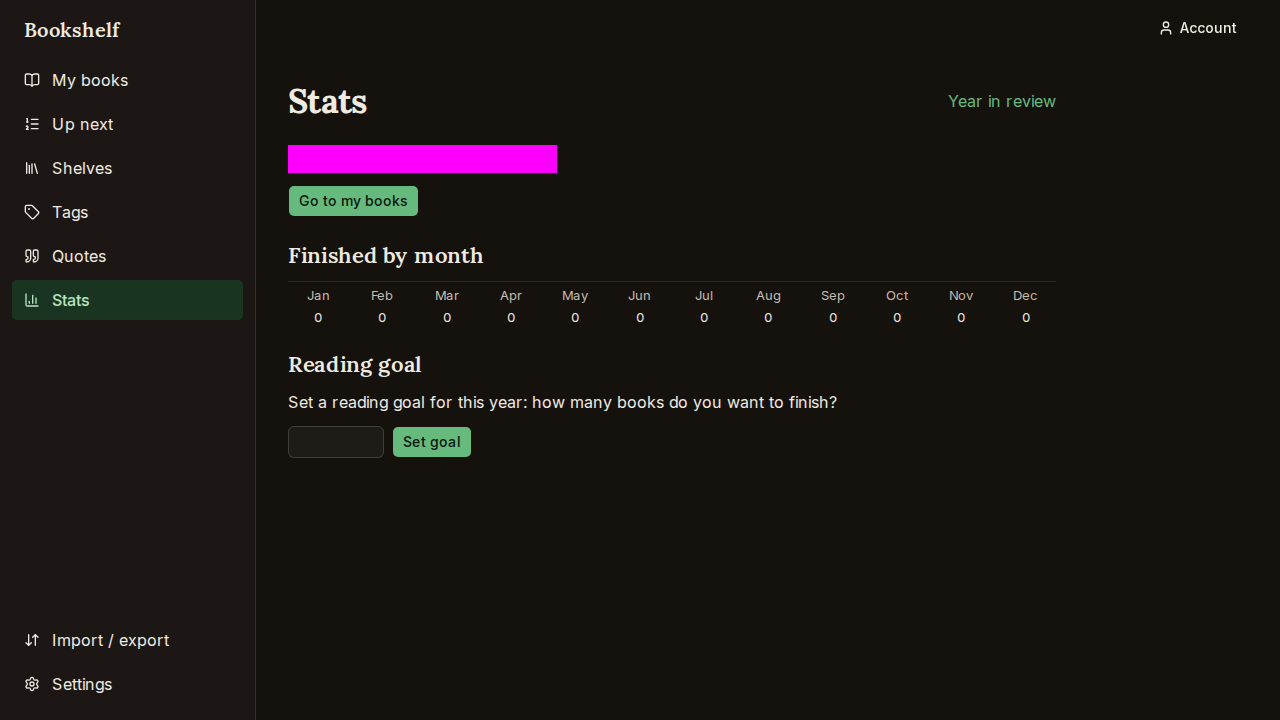 Bookshelf
Account
My books
Up next
Shelves
Tags
Quotes
Stats
Import / export
Settings
Stats
Year in review
Go to my books
Finished by month
Jan Feb Mar Apr May Jun Jul Aug Sep Oct Nov Dec
0 0 0 0 0 0 0 0 0 0 0 0
Reading goal
Set a reading goal for this year: how many books do you want to finish?
Set goal